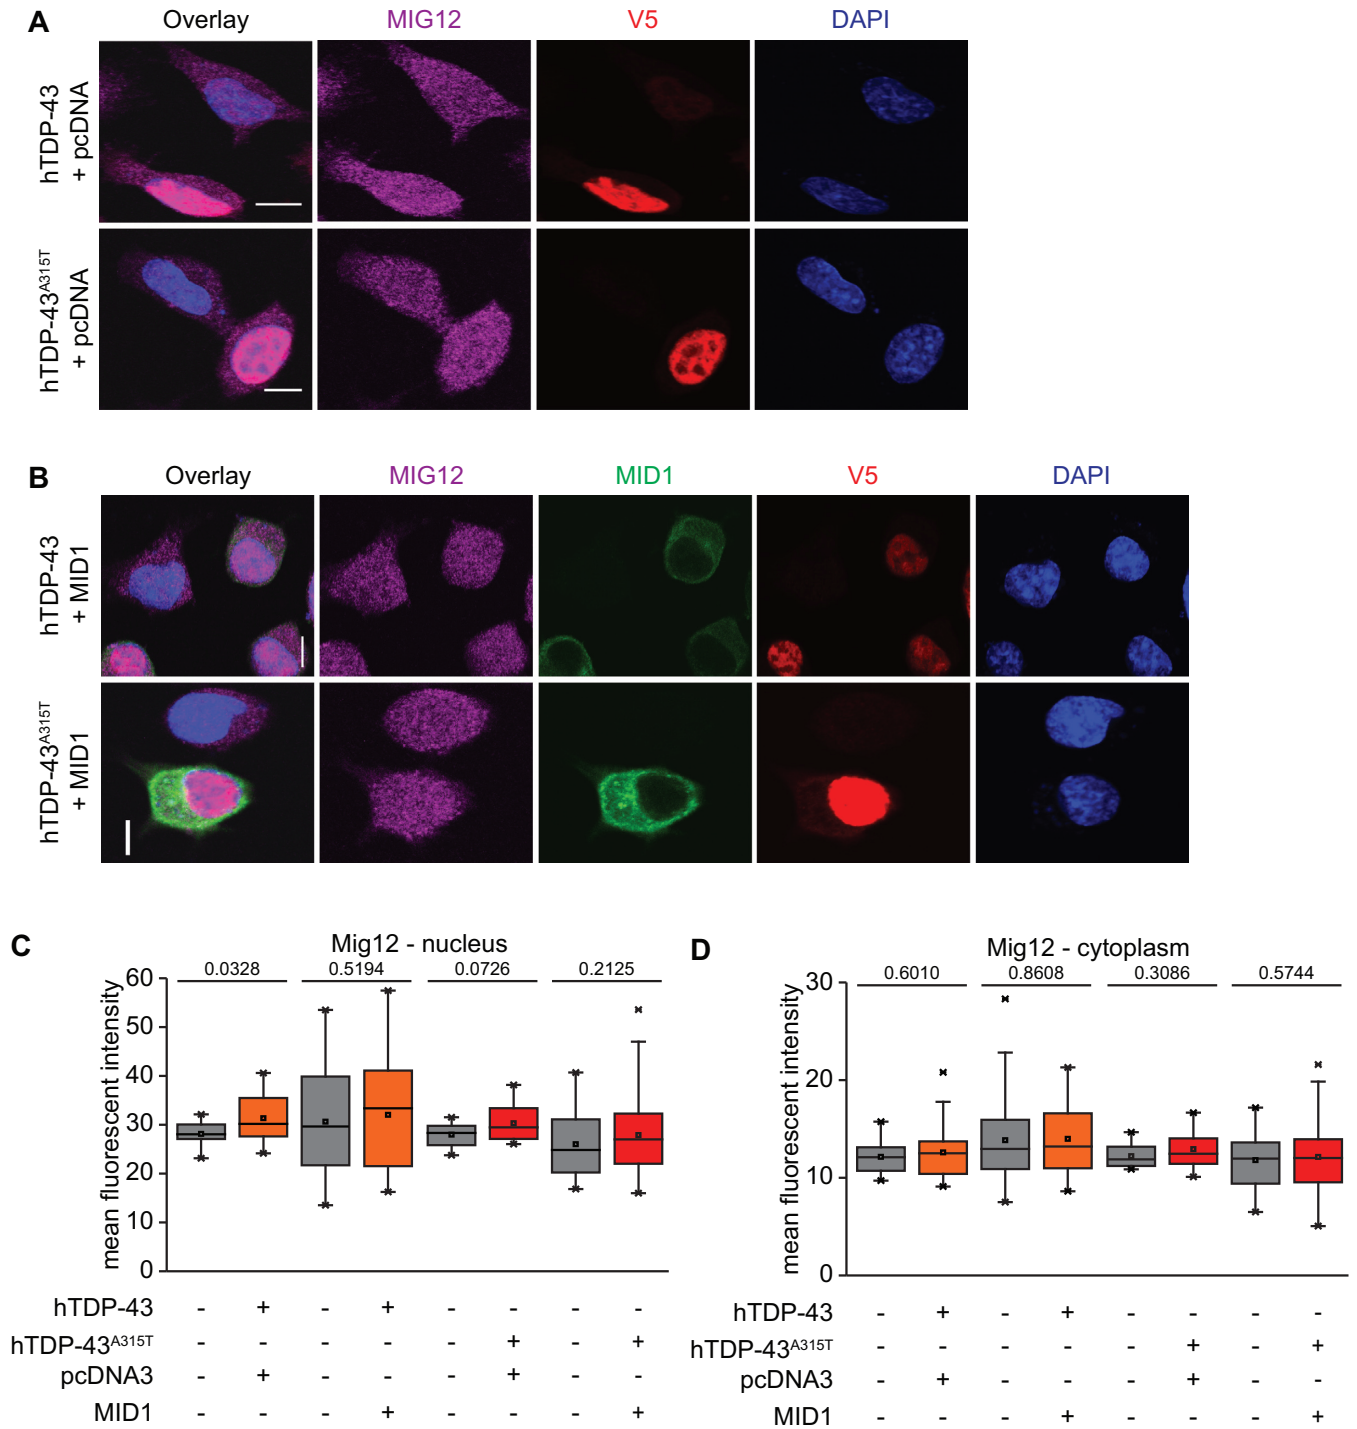 A
Overlay MIG12 V5 DAPI
hTDP-43
+ pcDNA
hTDP-43A315T
+ pcDNA
B
Overlay MIG12 MID1 V5 DAPI
hTDP-43
+ MID1
hTDP-43A315T
+ MID1
C
Mig12 - nucleus
0.0328 0.5194 0.0726 0.2125
mean fluorescent intensity
60
50
40
30
20
10
0
hTDP-43 - + - + - - - -
hTDP-43A315T - - - - - + - +
pcDNA3 - + - - - + - -
MID1 - - - + - - - +
D
Mig12 - cytoplasm
0.6010 0.8608 0.3086 0.5744
mean fluorescent intensity
30
20
10
0
hTDP-43 - + - + - - - -
hTDP-43A315T - - - - - + - +
pcDNA3 - + - - - + - -
MID1 - - - + - - - +